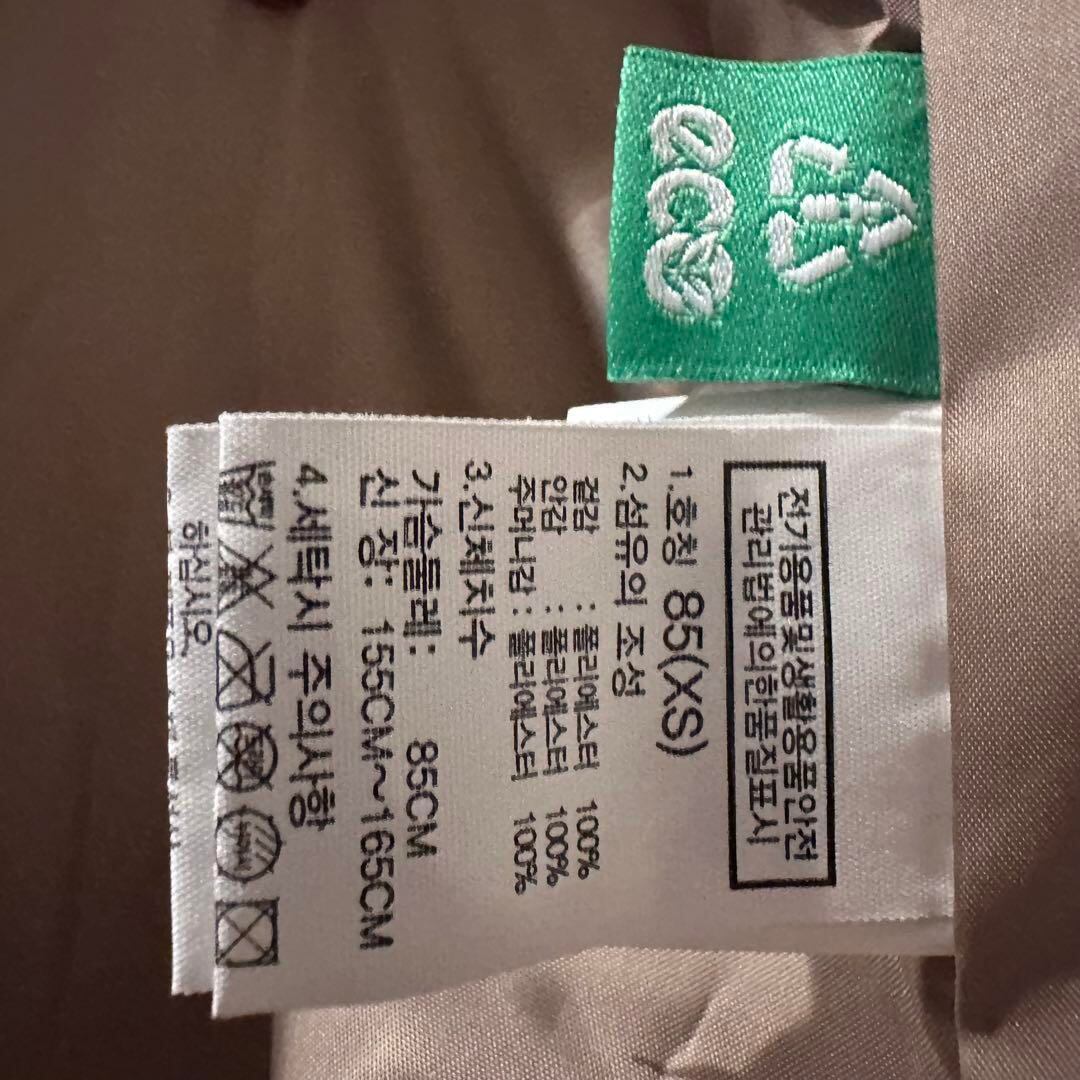 eco
전기용품및생활용품안전
관리법에의한품질표시
1.호칭 85(XS)
2.섬유의 조성
겉감 : 폴리에스터 100%
안감 : 폴리에스터 100%
주머니감 : 폴리에스터 100%
3.신체치수
가슴둘레: 85CM
신 장: 155CM~165CM
4.세탁시 주의사항
하십시오